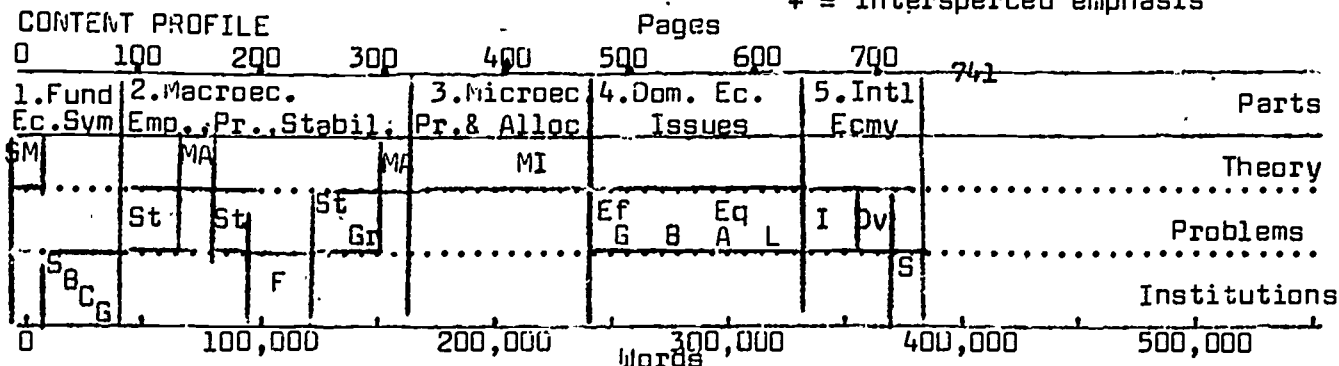 + = Interspersed emphasis
CONTENT PROFILE Pages
0 100 200 300 400 500 600 700 741
1.Fund 2.Macroec. 3.Microec 4.Dom. Ec. 5.Intl Parts
Ec.Sym Emp.,Pr.,Stabil. Pr.& Alloc Issues Ecmy
SM MA MA MI Theory
St St St Gr Ef Eq I Dv Problems
G B A L
S B C G F S Institutions
0 100,000 200,000 300,000 400,000 500,000
Words